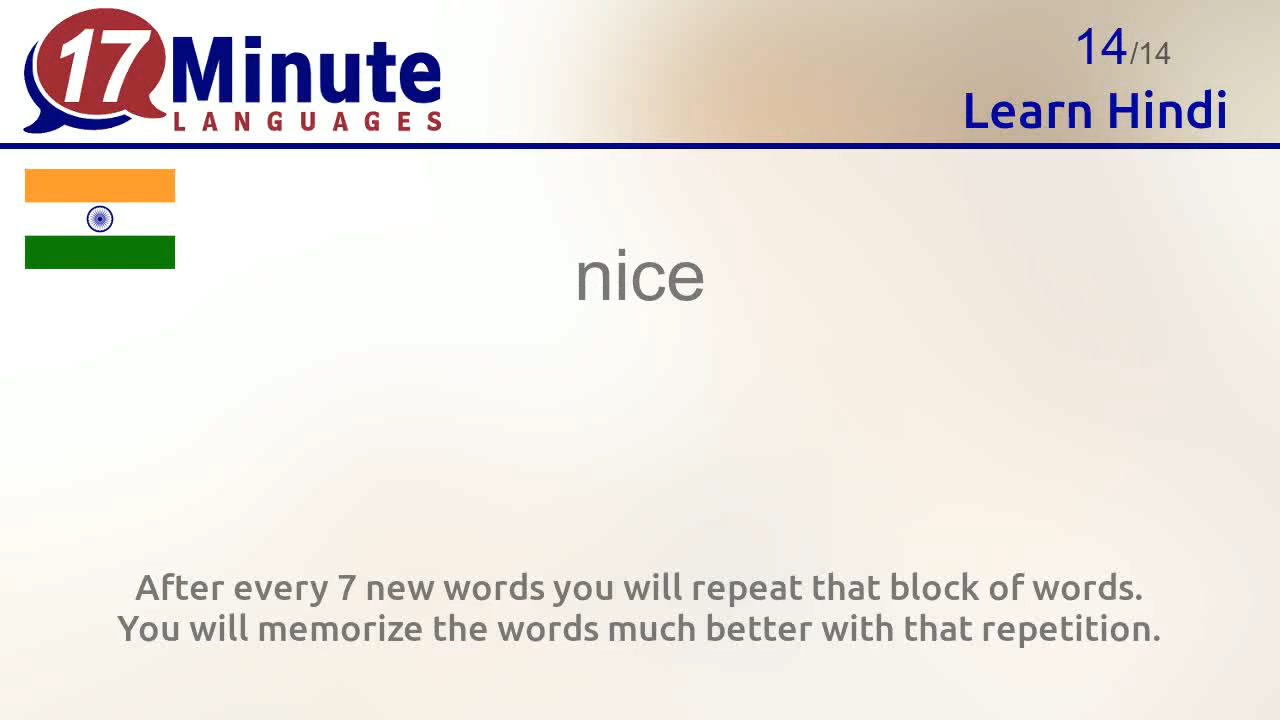 17 Minute
LANGUAGES
14/14
Learn Hindi
nice
After every 7 new words you will repeat that block of words.
You will memorize the words much better with that repetition.